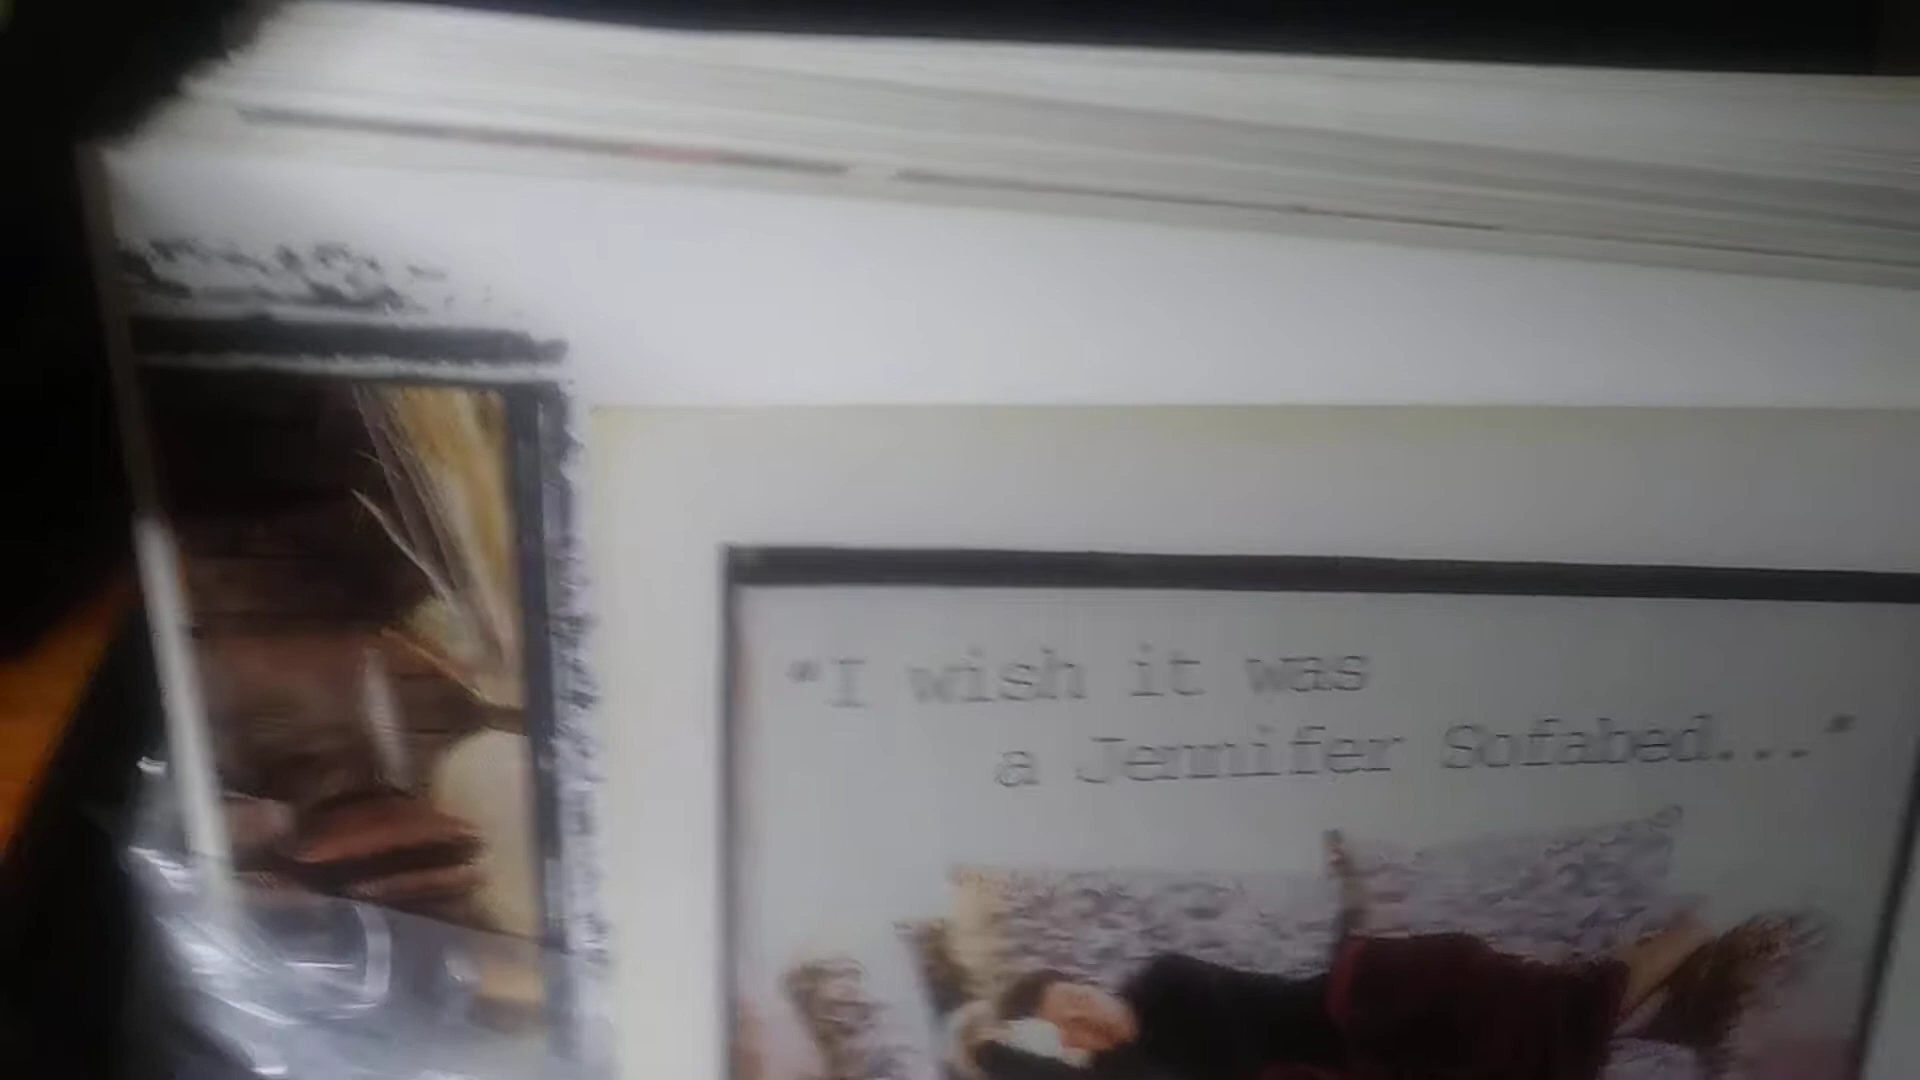 "I wish it was
a Jennifer Sofabed..."